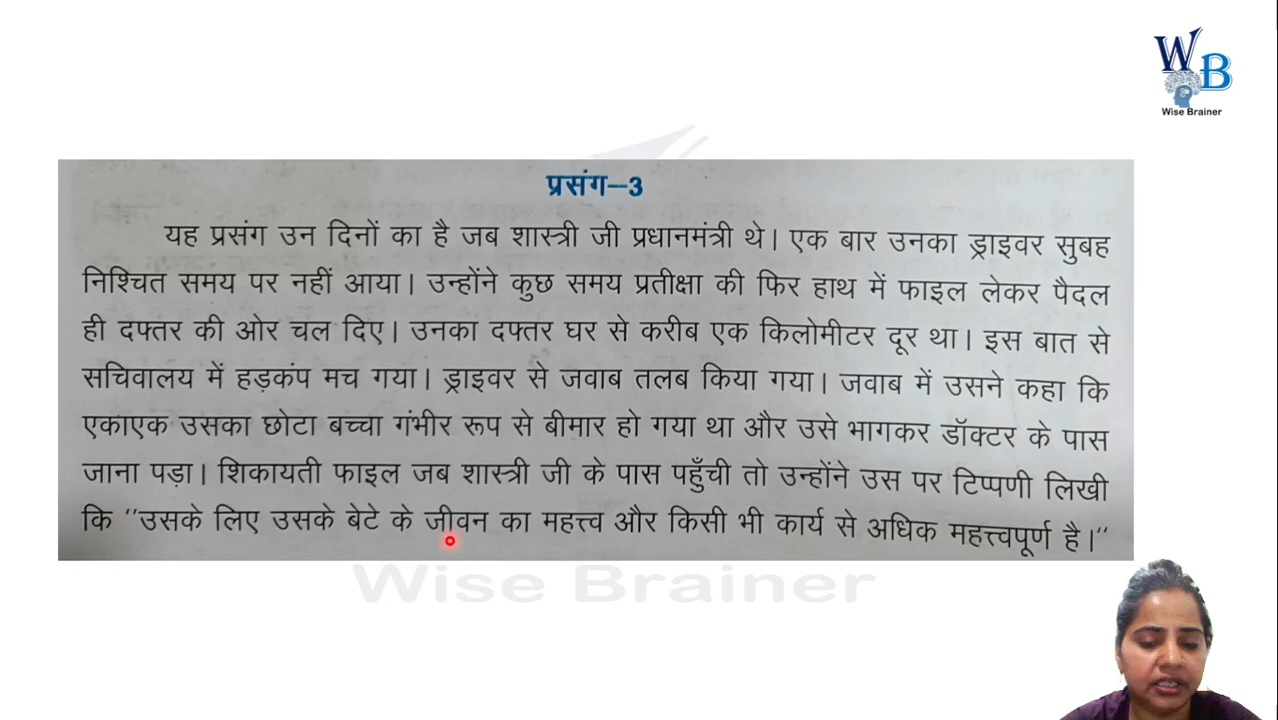 W B
Wise Brainer
प्रसंग–3
यह प्रसंग उन दिनों का है जब शास्त्री जी प्रधानमंत्री थे। एक बार उनका ड्राइवर सुबह
निश्चित समय पर नहीं आया। उन्होंने कुछ समय प्रतीक्षा की फिर हाथ में फाइल लेकर पैदल
ही दफ्तर की ओर चल दिए। उनका दफ्तर घर से करीब एक किलोमीटर दूर था। इस बात से
सचिवालय में हड़कंप मच गया। ड्राइवर से जवाब तलब किया गया। जवाब में उसने कहा कि
एकाएक उसका छोटा बच्चा गंभीर रूप से बीमार हो गया था और उसे भागकर डॉक्टर के पास
जाना पड़ा। शिकायती फाइल जब शास्त्री जी के पास पहुँची तो उन्होंने उस पर टिप्पणी लिखी
कि ''उसके लिए उसके बेटे के जीवन का महत्त्व और किसी भी कार्य से अधिक महत्त्वपूर्ण है।''
Wise Brainer